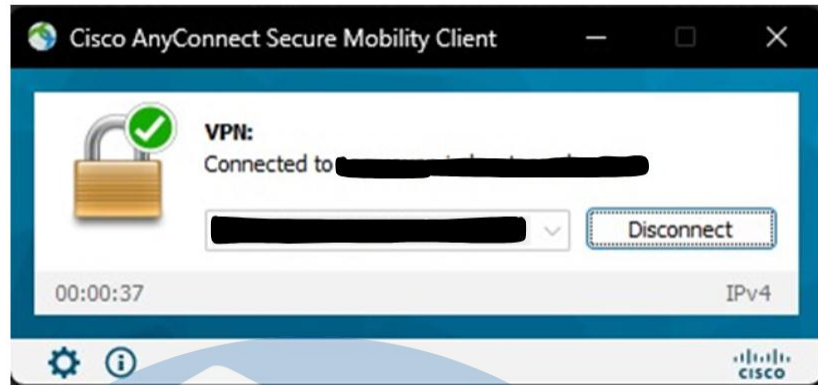 Cisco AnyConnect Secure Mobility Client
VPN:
Connected to
Disconnect
00:00:37
IPv4
CISCO